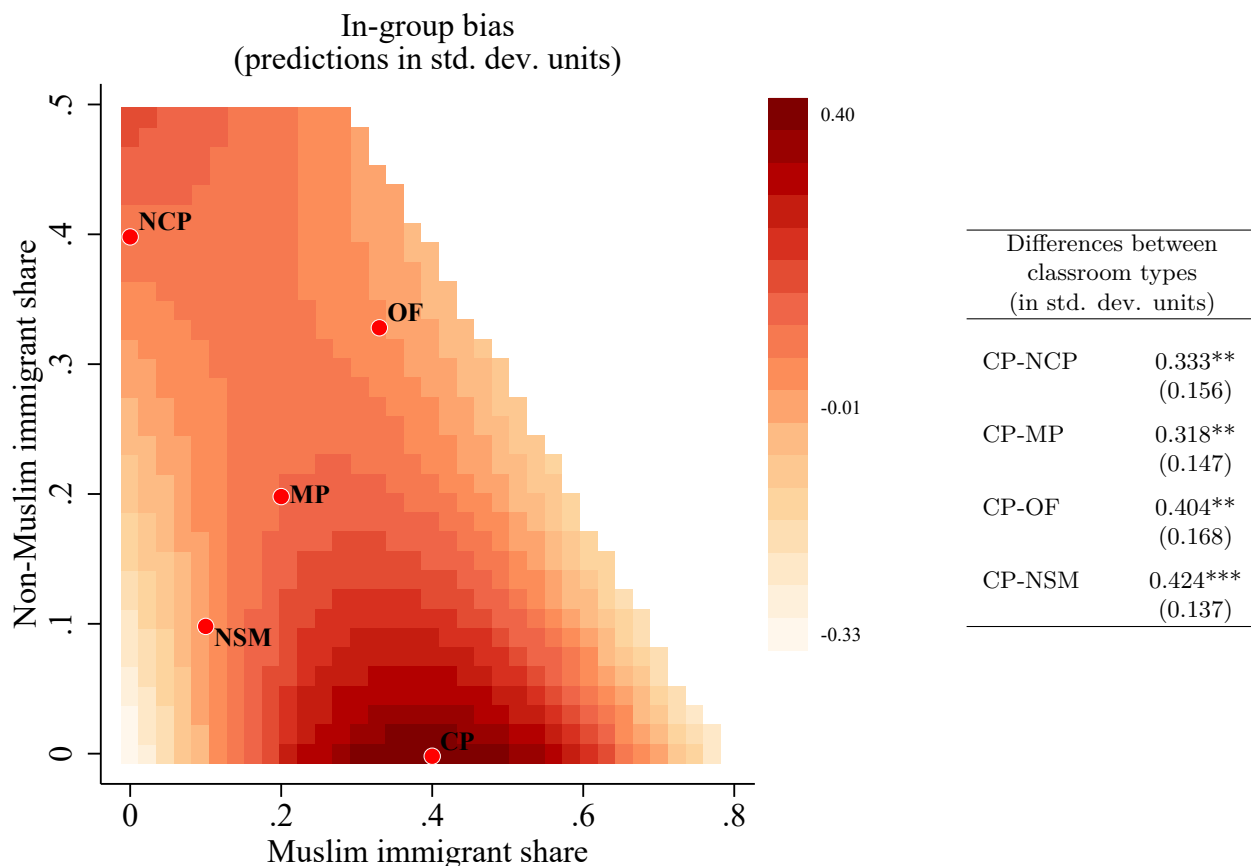 In-group bias
(predictions in std. dev. units)
Non-Muslim immigrant share
.5
.4
.3
.2
.1
0
NCP
OF
MP
NSM
CP
0
.2
.4
.6
.8
Muslim immigrant share
0.40
-0.01
-0.33
Differences between
classroom types
(in std. dev. units)
CP-NCP 0.333**
(0.156)
CP-MP 0.318**
(0.147)
CP-OF 0.404**
(0.168)
CP-NSM 0.424***
(0.137)